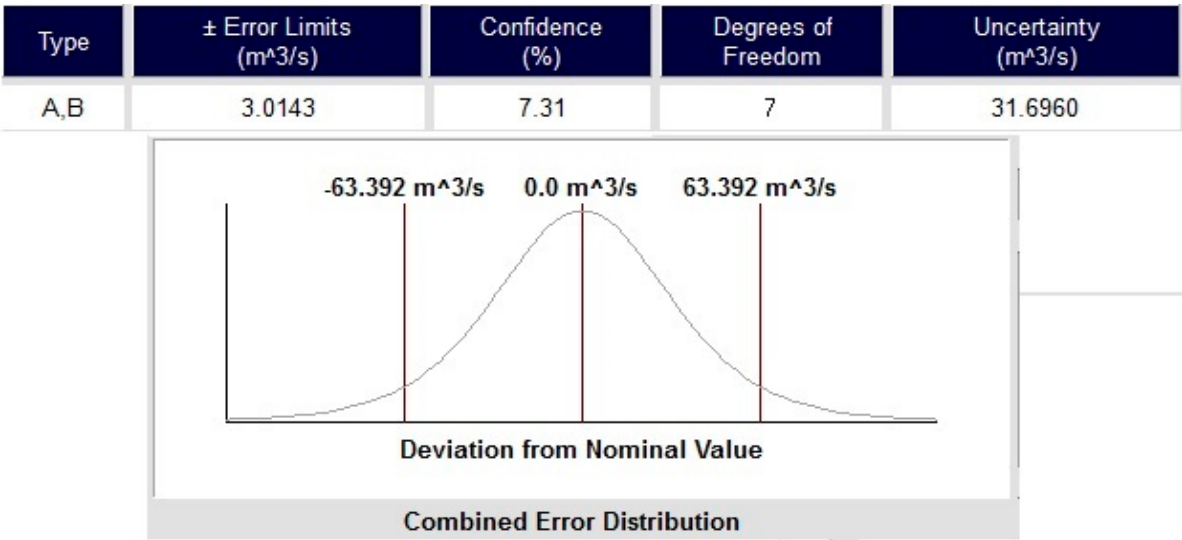 Type ± Error Limits (m^3/s) Confidence (%) Degrees of Freedom Uncertainty (m^3/s)
A,B 3.0143 7.31 7 31.6960
-63.392 m^3/s 0.0 m^3/s 63.392 m^3/s
Deviation from Nominal Value
Combined Error Distribution